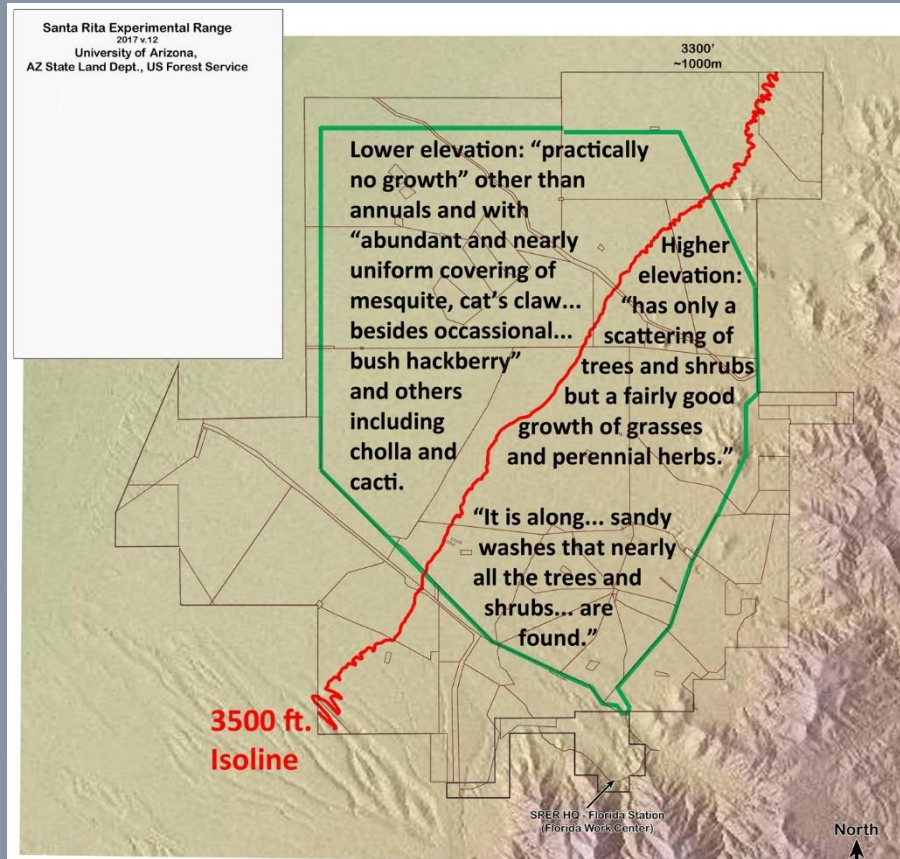 Santa Rita Experimental Range
2017 v.12
University of Arizona,
AZ State Land Dept., US Forest Service
3300'
~1000m
Lower elevation: “practically
no growth” other than
annuals and with
“abundant and nearly
uniform covering of
mesquite, cat’s claw...
besides occassional...
bush hackberry”
and others
including
cholla and
cacti.
Higher
elevation:
“has only a
scattering of
trees and shrubs
but a fairly good
growth of grasses
and perennial herbs.”
“It is along... sandy
washes that nearly
all the trees and
shrubs... are
found.”
3500 ft.
Isoline
SRER HQ - Florida Station
(Florida Work Center)
North